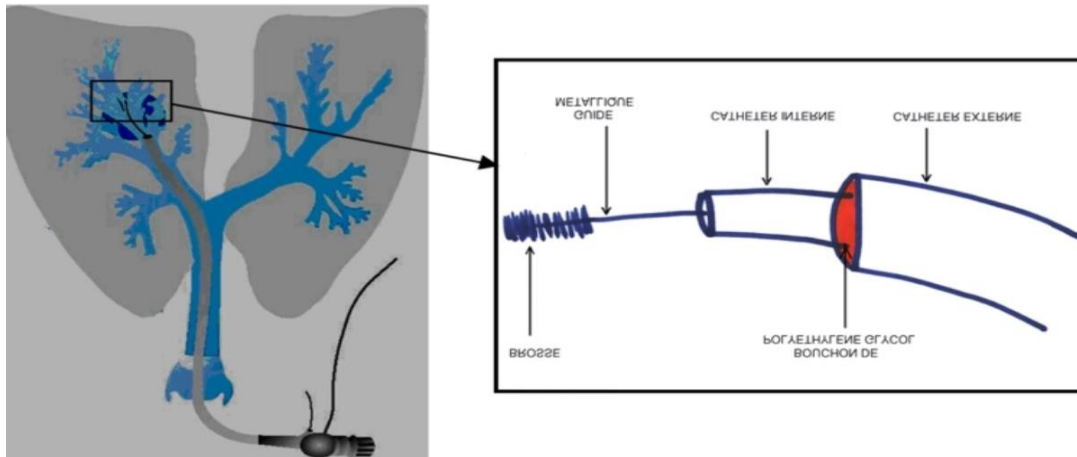 GUIDE
METALLIQUE
CATHETER INTERNE
CATHETER EXTERNE
BROSSE
BOUCHON DE
POLYETHYLENE GLYCOL